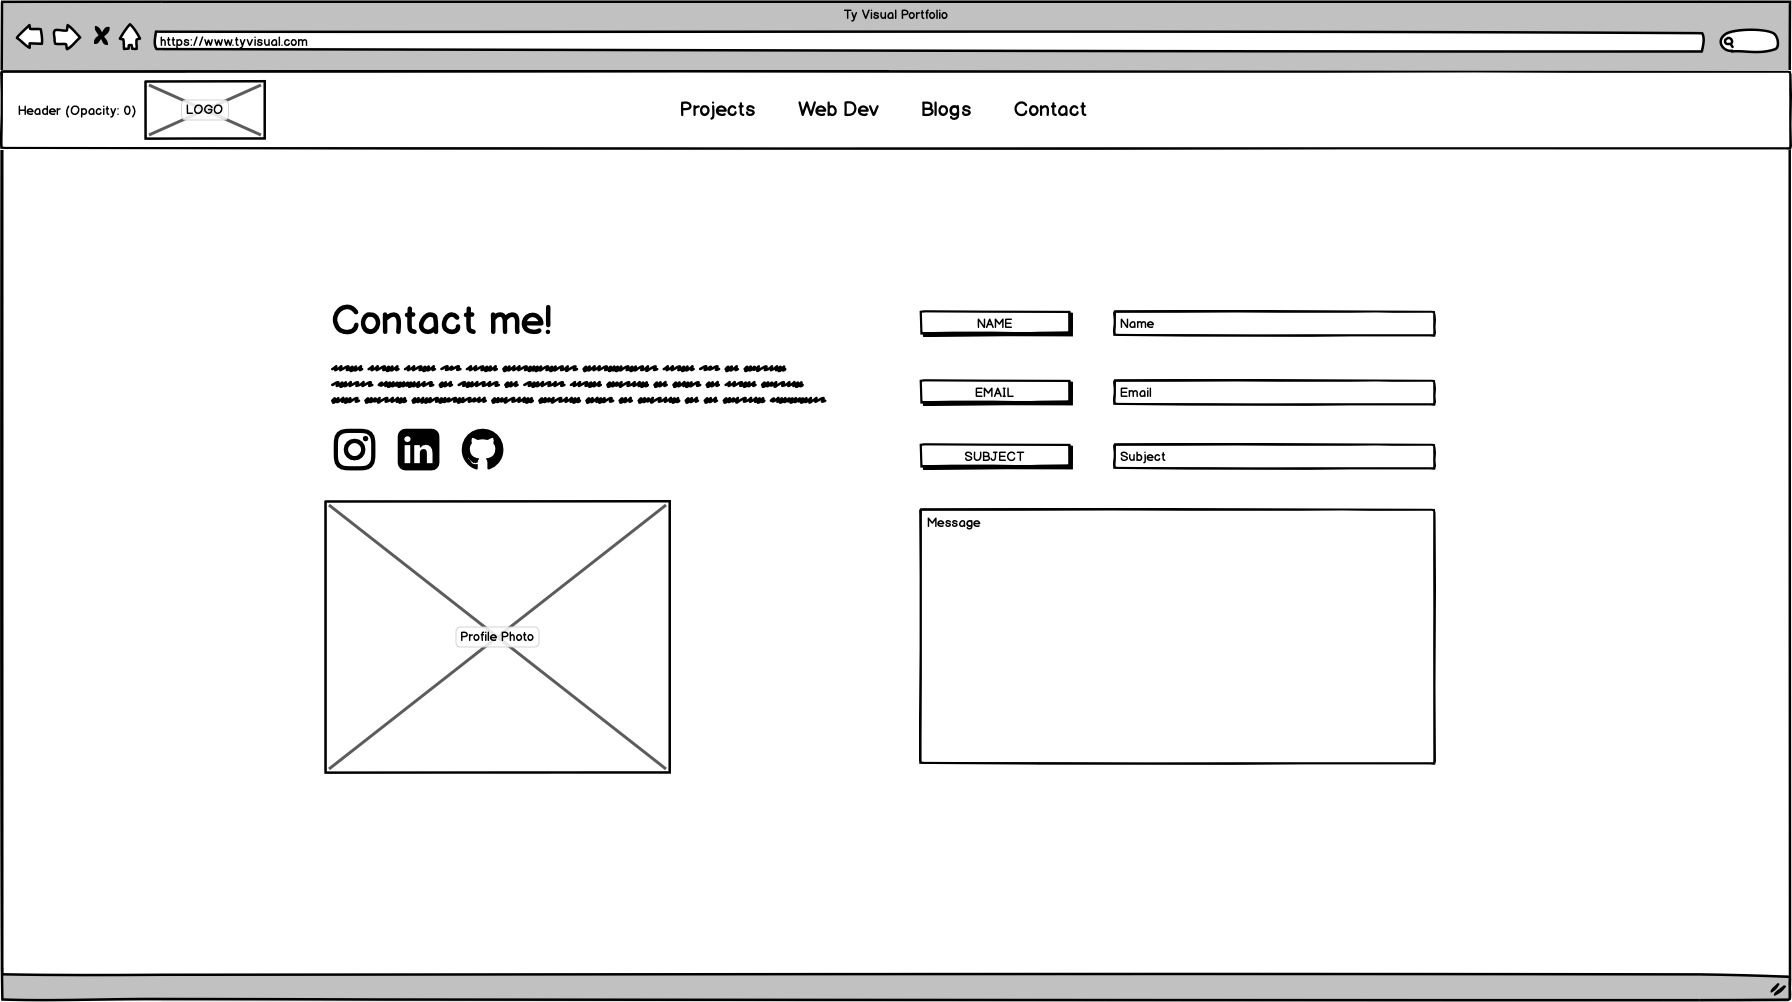 Ty Visual Portfolio
https://www.tyvisual.com
Header (Opacity: 0) LOGO Projects Web Dev Blogs Contact
Contact me!
in
Profile Photo
NAME Name
EMAIL Email
SUBJECT Subject
Message